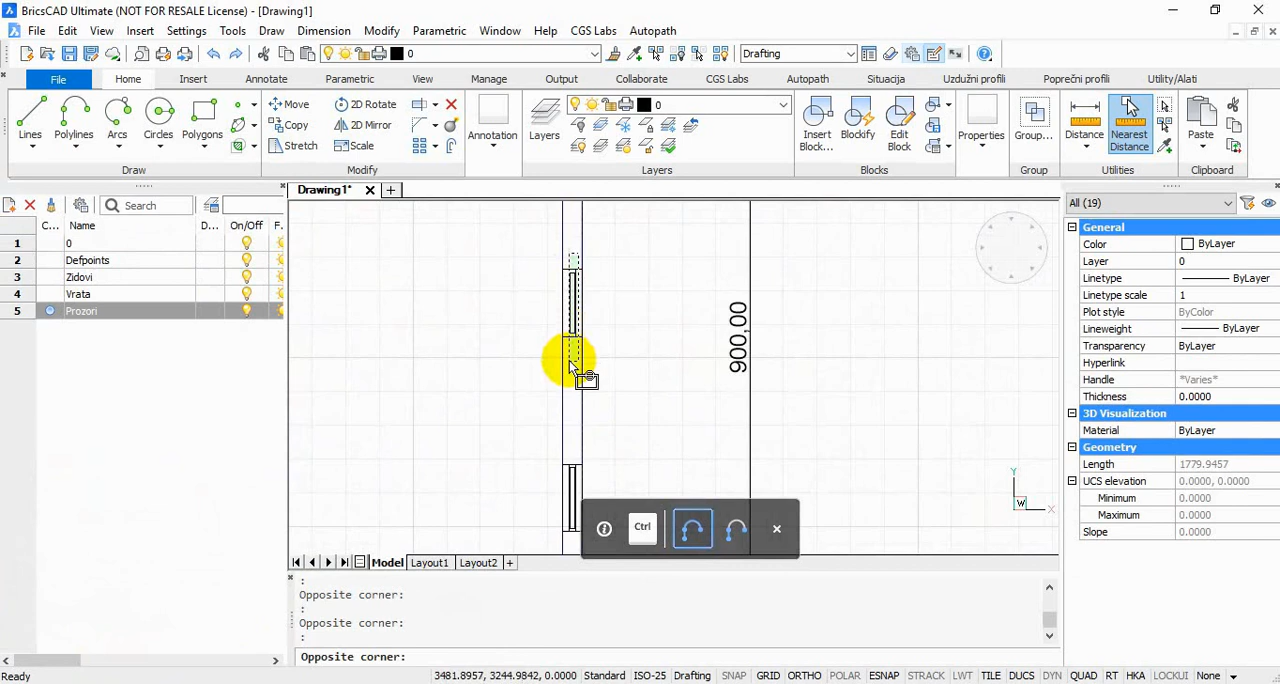 BricsCAD Ultimate (NOT FOR RESALE License) - [Drawing1]
File Edit View Insert Settings Tools Draw Dimension Modify Parametric Window Help CGS Labs Autopath
0 Drafting
File Home Insert Annotate Parametric View Manage Output Collaborate CGS Labs Autopath Situacija Uzdužni profili Poprečni profili Utility/Alati
Lines Polylines Arcs Circles Polygons
Move 2D Rotate
Copy 2D Mirror
Stretch Scale
Annotation
Layers
0
Insert Block...
Blockify
Edit Block
Properties
Group...
Distance
Nearest Distance
Paste
Draw Modify Layers Blocks Group Utilities Clipboard
Drawing1*
Search
C... Name D... On/Off F.
1 0
2 Defpoints
3 Zidovi
4 Vrata
5 Prozori
900,00
Y
W
X
Ctrl
Model Layout1 Layout2
:
Opposite corner:
:
Opposite corner:
:
Opposite corner:
All (19)
General
Color ByLayer
Layer 0
Linetype ByLayer
Linetype scale 1
Plot style ByColor
Lineweight ByLayer
Transparency ByLayer
Hyperlink
Handle *Varies*
Thickness 0.0000
3D Visualization
Material ByLayer
Geometry
Length 1779.9457
UCS elevation 0.0000, 0.0000
Minimum 0.0000
Maximum 0.0000
Slope 0.0000
Ready 3481.8957, 3244.9842, 0.0000 Standard ISO-25 Drafting SNAP GRID ORTHO POLAR ESNAP STRACK LWT TILE DUCS DYN QUAD RT HKA LOCKUI None